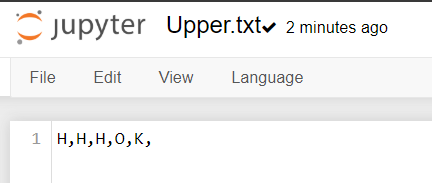 jupyter Upper.txt 2 minutes ago
File Edit View Language
1 H,H,H,O,K,